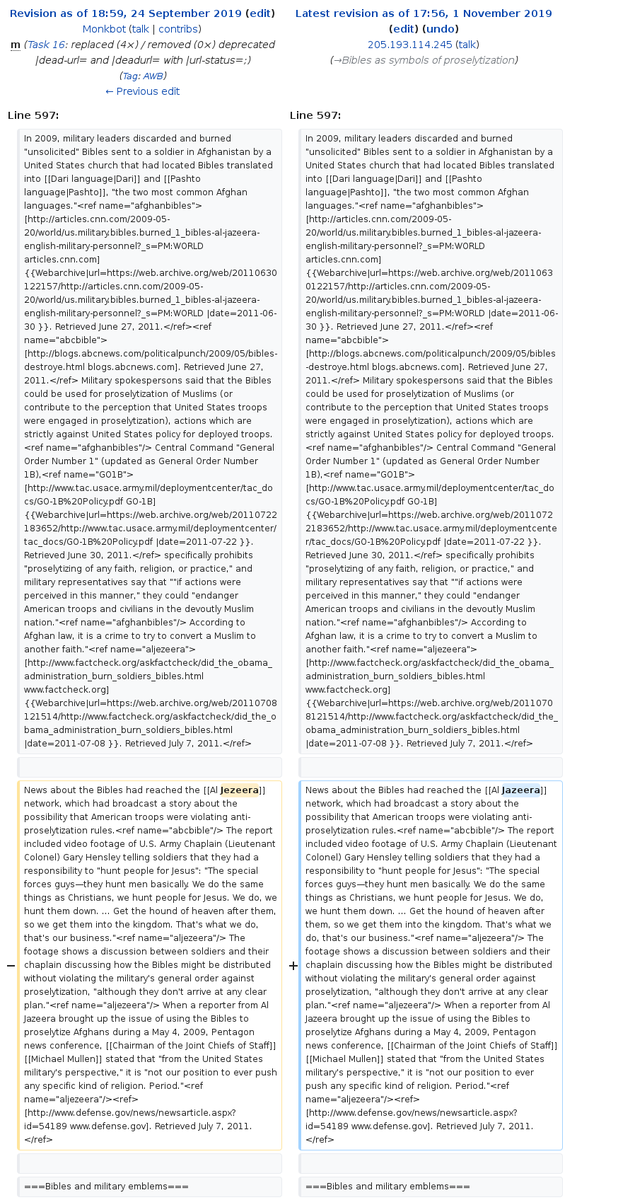 Revision as of 18:59, 24 September 2019 (edit)
Monkbot (talk | contribs)
m (Task 16: replaced (4×) / removed (0×) deprecated
|dead-url= and |deadurl= with |url-status=;)
(Tag: AWB)
← Previous edit
Latest revision as of 17:56, 1 November 2019
(edit) (undo)
205.193.114.245 (talk)
(→Bibles as symbols of proselytization)
Line 597:
In 2009, military leaders discarded and burned
"unsolicited" Bibles sent to a soldier in Afghanistan by a
United States church that had located Bibles translated
into [[Dari language|Dari]] and [[Pashto
language|Pashto]], "the two most common Afghan
languages."<ref name="afghanbibles">
[http://articles.cnn.com/2009-05-
20/world/us.military.bibles.burned_1_bibles-al-jazeera-
english-military-personnel?_s=PM:WORLD
articles.cnn.com]
{{Webarchive|url=https://web.archive.org/web/20110630
122157/http://articles.cnn.com/2009-05-
20/world/us.military.bibles.burned_1_bibles-al-jazeera-
english-military-personnel?_s=PM:WORLD |date=2011-06-
30 }}. Retrieved June 27, 2011.</ref><ref
name="abcbible">
[http://blogs.abcnews.com/politicalpunch/2009/05/bibles-
destroye.html blogs.abcnews.com]. Retrieved June 27,
2011.</ref> Military spokespersons said that the Bibles
could be used for proselytization of Muslims (or
contribute to the perception that United States troops
were engaged in proselytization), actions which are
strictly against United States policy for deployed troops.
<ref name="afghanbibles"/> Central Command "General
Order Number 1" (updated as General Order Number
1B),<ref name="GO1B">
[http://www.tac.usace.army.mil/deploymentcenter/tac_do
cs/GO-1B%20Policy.pdf GO-1B]
{{Webarchive|url=https://web.archive.org/web/20110722
183652/http://www.tac.usace.army.mil/deploymentcenter/
tac_docs/GO-1B%20Policy.pdf |date=2011-07-22 }}.
Retrieved June 30, 2011.</ref> specifically prohibits
"proselytizing of any faith, religion, or practice," and
military representives say that ""if actions were
perceived in this manner," they could "endanger
American troops and civilians in the devoutly Muslim
nation."<ref name="afghanbibles"/> According to
Afghan law, it is a crime to try to convert a Muslim to
another faith."<ref name="aljezeera">
[http://www.factcheck.org/askfactcheck/did_the_obama_
administration_burn_soldiers_bibles.html
www.factcheck.org]
{{Webarchive|url=https://web.archive.org/web/20110708
121514/http://www.factcheck.org/askfactcheck/did_the_o
bama_administration_burn_soldiers_bibles.html
|date=2011-07-08 }}. Retrieved July 7, 2011.</ref>
− News about the Bibles had reached the [[Al Jezeera]]
network, which had broadcast a story about the
possibility that American troops were violating anti-
proselytization rules.<ref name="abcbible"/> The report
included video footage of U.S. Army Chaplain (Lieutenant
Colonel) Gary Hensley telling soldiers that they had a
responsibility to "hunt people for Jesus": "The special
forces guys—they hunt men basically. We do the same
things as Christians, we hunt people for Jesus. We do, we
hunt them down. ... Get the hound of heaven after them,
so we get them into the kingdom. That's what we do,
that's our business."<ref name="aljezeera"/> The
footage shows a discussion between soldiers and their
chaplain discussing how the Bibles might be distributed
without violating the military's general order against
proselytization, "although they don't arrive at any clear
plan."<ref name="aljezeera"/> When a reporter from Al
Jazeera brought up the issue of using the Bibles to
proselytize Afghans during a May 4, 2009, Pentagon
news conference, [[Chairman of the Joint Chiefs of Staff]]
[[Michael Mullen]] stated that "from the United States
military's perspective," it is "not our position to ever push
any specific kind of religion. Period."<ref
name="aljezeera"/><ref>
[http://www.defense.gov/news/newsarticle.aspx?
id=54189 www.defense.gov]. Retrieved July 7, 2011.
</ref>
===Bibles and military emblems===
Line 597:
In 2009, military leaders discarded and burned
"unsolicited" Bibles sent to a soldier in Afghanistan by a
United States church that had located Bibles translated
into [[Dari language|Dari]] and [[Pashto
language|Pashto]], "the two most common Afghan
languages."<ref name="afghanbibles">
[http://articles.cnn.com/2009-05-
20/world/us.military.bibles.burned_1_bibles-al-jazeera-
english-military-personnel?_s=PM:WORLD
articles.cnn.com]
{{Webarchive|url=https://web.archive.org/web/2011063
0122157/http://articles.cnn.com/2009-05-
20/world/us.military.bibles.burned_1_bibles-al-jazeera-
english-military-personnel?_s=PM:WORLD |date=2011-06-
30 }}. Retrieved June 27, 2011.</ref><ref
name="abcbible">
[http://blogs.abcnews.com/politicalpunch/2009/05/bibles
-destroye.html blogs.abcnews.com]. Retrieved June 27,
2011.</ref> Military spokespersons said that the Bibles
could be used for proselytization of Muslims (or
contribute to the perception that United States troops
were engaged in proselytization), actions which are
strictly against United States policy for deployed troops.
<ref name="afghanbibles"/> Central Command "General
Order Number 1" (updated as General Order Number
1B),<ref name="GO1B">
[http://www.tac.usace.army.mil/deploymentcenter/tac_do
cs/GO-1B%20Policy.pdf GO-1B]
{{Webarchive|url=https://web.archive.org/web/2011072
2183652/http://www.tac.usace.army.mil/deploymentcente
r/tac_docs/GO-1B%20Policy.pdf |date=2011-07-22 }}.
Retrieved June 30, 2011.</ref> specifically prohibits
"proselytizing of any faith, religion, or practice," and
military representives say that ""if actions were
perceived in this manner," they could "endanger
American troops and civilians in the devoutly Muslim
nation."<ref name="afghanbibles"/> According to
Afghan law, it is a crime to try to convert a Muslim to
another faith."<ref name="aljezeera">
[http://www.factcheck.org/askfactcheck/did_the_obama_
administration_burn_soldiers_bibles.html
www.factcheck.org]
{{Webarchive|url=https://web.archive.org/web/2011070
8121514/http://www.factcheck.org/askfactcheck/did_the_
obama_administration_burn_soldiers_bibles.html
|date=2011-07-08 }}. Retrieved July 7, 2011.</ref>
+ News about the Bibles had reached the [[Al Jazeera]]
network, which had broadcast a story about the
possibility that American troops were violating anti-
proselytization rules.<ref name="abcbible"/> The report
included video footage of U.S. Army Chaplain (Lieutenant
Colonel) Gary Hensley telling soldiers that they had a
responsibility to "hunt people for Jesus": "The special
forces guys—they hunt men basically. We do the same
things as Christians, we hunt people for Jesus. We do,
we hunt them down. ... Get the hound of heaven after
them, so we get them into the kingdom. That's what we
do, that's our business."<ref name="aljezeera"/> The
footage shows a discussion between soldiers and their
chaplain discussing how the Bibles might be distributed
without violating the military's general order against
proselytization, "although they don't arrive at any clear
plan."<ref name="aljezeera"/> When a reporter from Al
Jazeera brought up the issue of using the Bibles to
proselytize Afghans during a May 4, 2009, Pentagon
news conference, [[Chairman of the Joint Chiefs of Staff]]
[[Michael Mullen]] stated that "from the United States
military's perspective," it is "not our position to ever
push any specific kind of religion. Period."<ref
name="aljezeera"/><ref>
[http://www.defense.gov/news/newsarticle.aspx?
id=54189 www.defense.gov]. Retrieved July 7, 2011.
</ref>
===Bibles and military emblems===